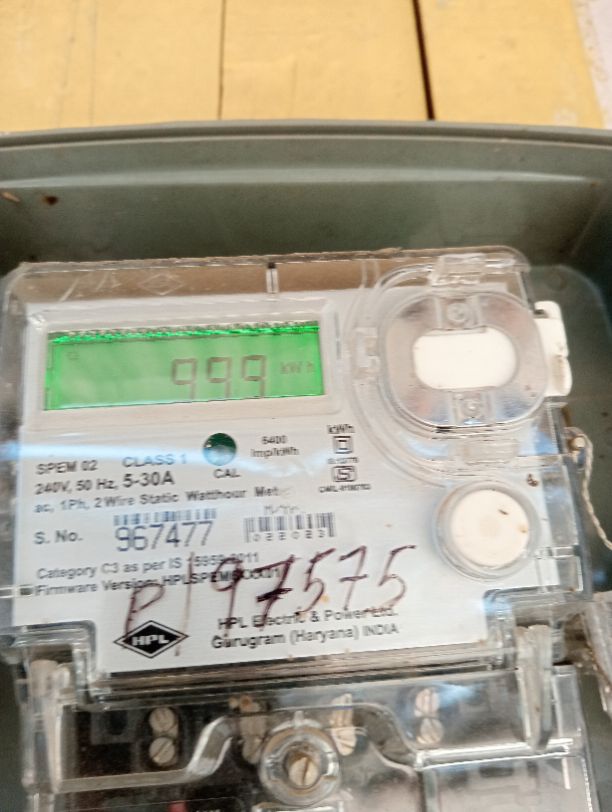 999 kWh
6400
Imp/kWh
kWh
SPEM 02 CLASS 1
CAL
240V, 50 Hz, 5-30A
ac, 1Ph, 2 Wire Static Watthour
S. No. 967477
M/Yr.
022023
Category C3 as per IS
Firmware Version:
P/97575
HPL
HPL Electric & Power Ltd.
Gurugram (Haryana) INDIA